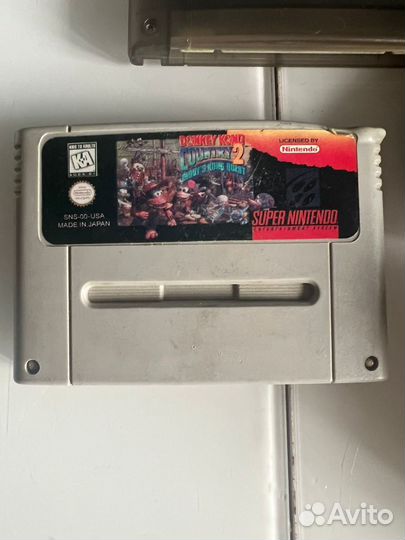 DONKEY KONG
COUNTRY 2
DIDDY'S KONG QUEST
LICENSED BY
Nintendo
KIDS TO ADULTS
K-A
SNS-00-USA
MADE IN JAPAN
SUPER NINTENDO
ENTERTAINMENT SYSTEM
Avito